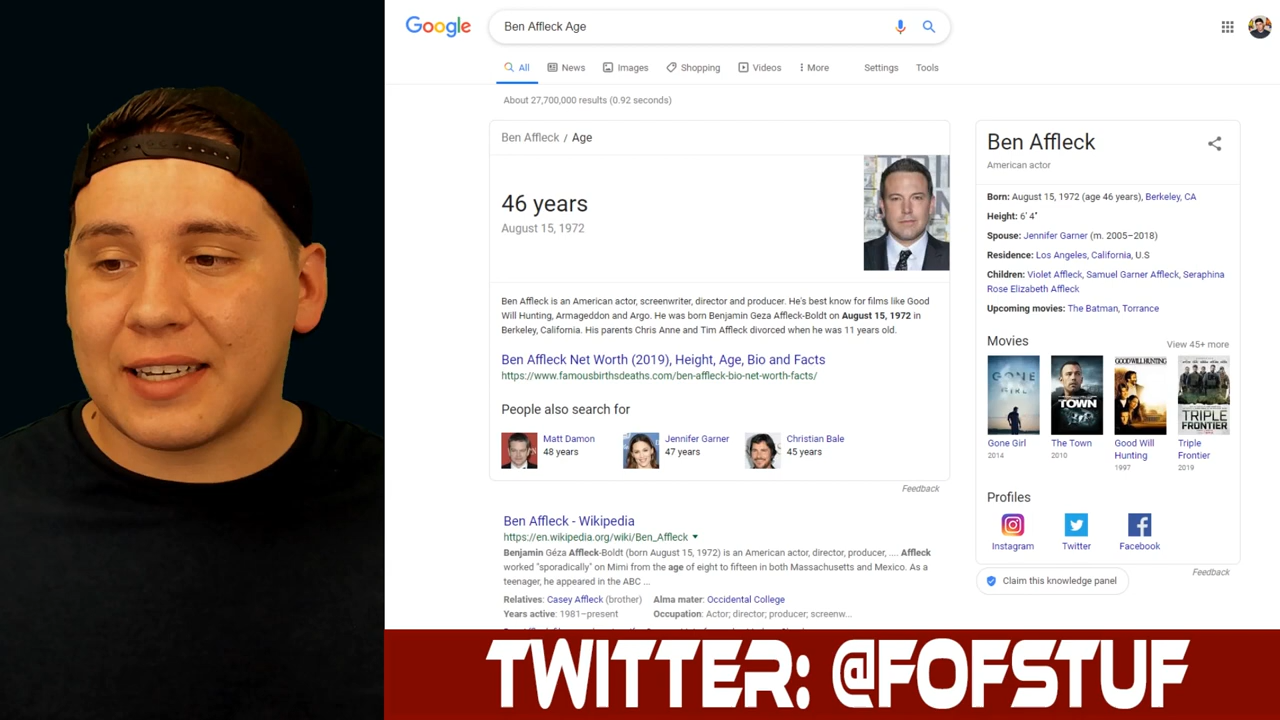 Google
Ben Affleck Age
All News Images Shopping Videos More Settings Tools
About 27,700,000 results (0.92 seconds)
Ben Affleck / Age
46 years
August 15, 1972
Ben Affleck is an American actor, screenwriter, director and producer. He's best know for films like Good
Will Hunting, Armageddon and Argo. He was born Benjamin Geza Affleck-Boldt on August 15, 1972 in
Berkeley, California. His parents Chris Anne and Tim Affleck divorced when he was 11 years old.
Ben Affleck Net Worth (2019), Height, Age, Bio and Facts
https://www.famousbirthsdeaths.com/ben-affleck-bio-net-worth-facts/
People also search for
Matt Damon
48 years
Jennifer Garner
47 years
Christian Bale
45 years
Feedback
Ben Affleck - Wikipedia
https://en.wikipedia.org/wiki/Ben_Affleck
Benjamin Géza Affleck-Boldt (born August 15, 1972) is an American actor, director, producer, .... Affleck
worked "sporadically" on Mimi from the age of eight to fifteen in both Massachusetts and Mexico. As a
teenager, he appeared in the ABC ...
Relatives: Casey Affleck (brother) Alma mater: Occidental College
Years active: 1981–present Occupation: Actor; director; producer; screenw...
Ben Affleck
American actor
Born: August 15, 1972 (age 46 years), Berkeley, CA
Height: 6' 4"
Spouse: Jennifer Garner (m. 2005–2018)
Residence: Los Angeles, California, U.S
Children: Violet Affleck, Samuel Garner Affleck, Seraphina
Rose Elizabeth Affleck
Upcoming movies: The Batman, Torrance
Movies
View 45+ more
GONE GIRL
THE TOWN
GOOD WILL HUNTING
TRIPLE FRONTIER
Gone Girl
2014
The Town
2010
Good Will
Hunting
1997
Triple
Frontier
2019
Profiles
Instagram Twitter Facebook
Feedback
Claim this knowledge panel
TWITTER: @FOFSTUF